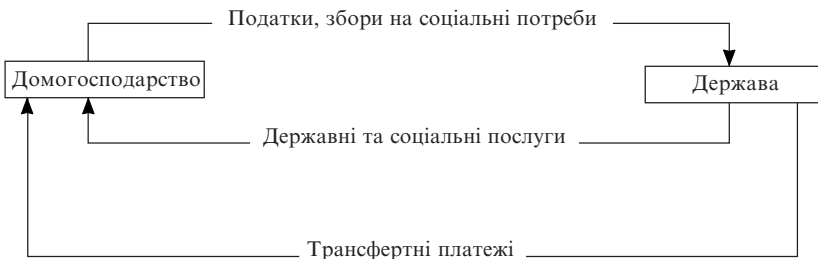 Податки, збори на соціальні потреби
Домогосподарство
Держава
Державні та соціальні послуги
Трансфертні платежі